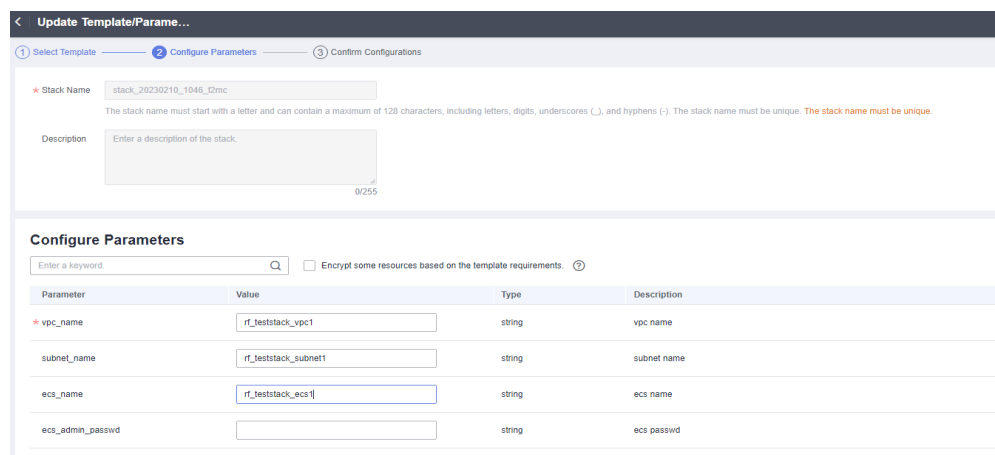 < Update Template/Parame...
1 Select Template 2 Configure Parameters 3 Confirm Configurations
* Stack Name stack_20230210_1046_f2mc
The stack name must start with a letter and can contain a maximum of 128 characters, including letters, digits, underscores (_), and hyphens (-). The stack name must be unique. The stack name must be unique.
Description Enter a description of the stack.
0/255
Configure Parameters
Enter a keyword. Encrypt some resources based on the template requirements. ?
Parameter Value Type Description
* vpc_name rf_teststack_vpc1 string vpc name
subnet_name rf_teststack_subnet1 string subnet name
ecs_name rf_teststack_ecs1 string ecs name
ecs_admin_passwd string ecs passwd